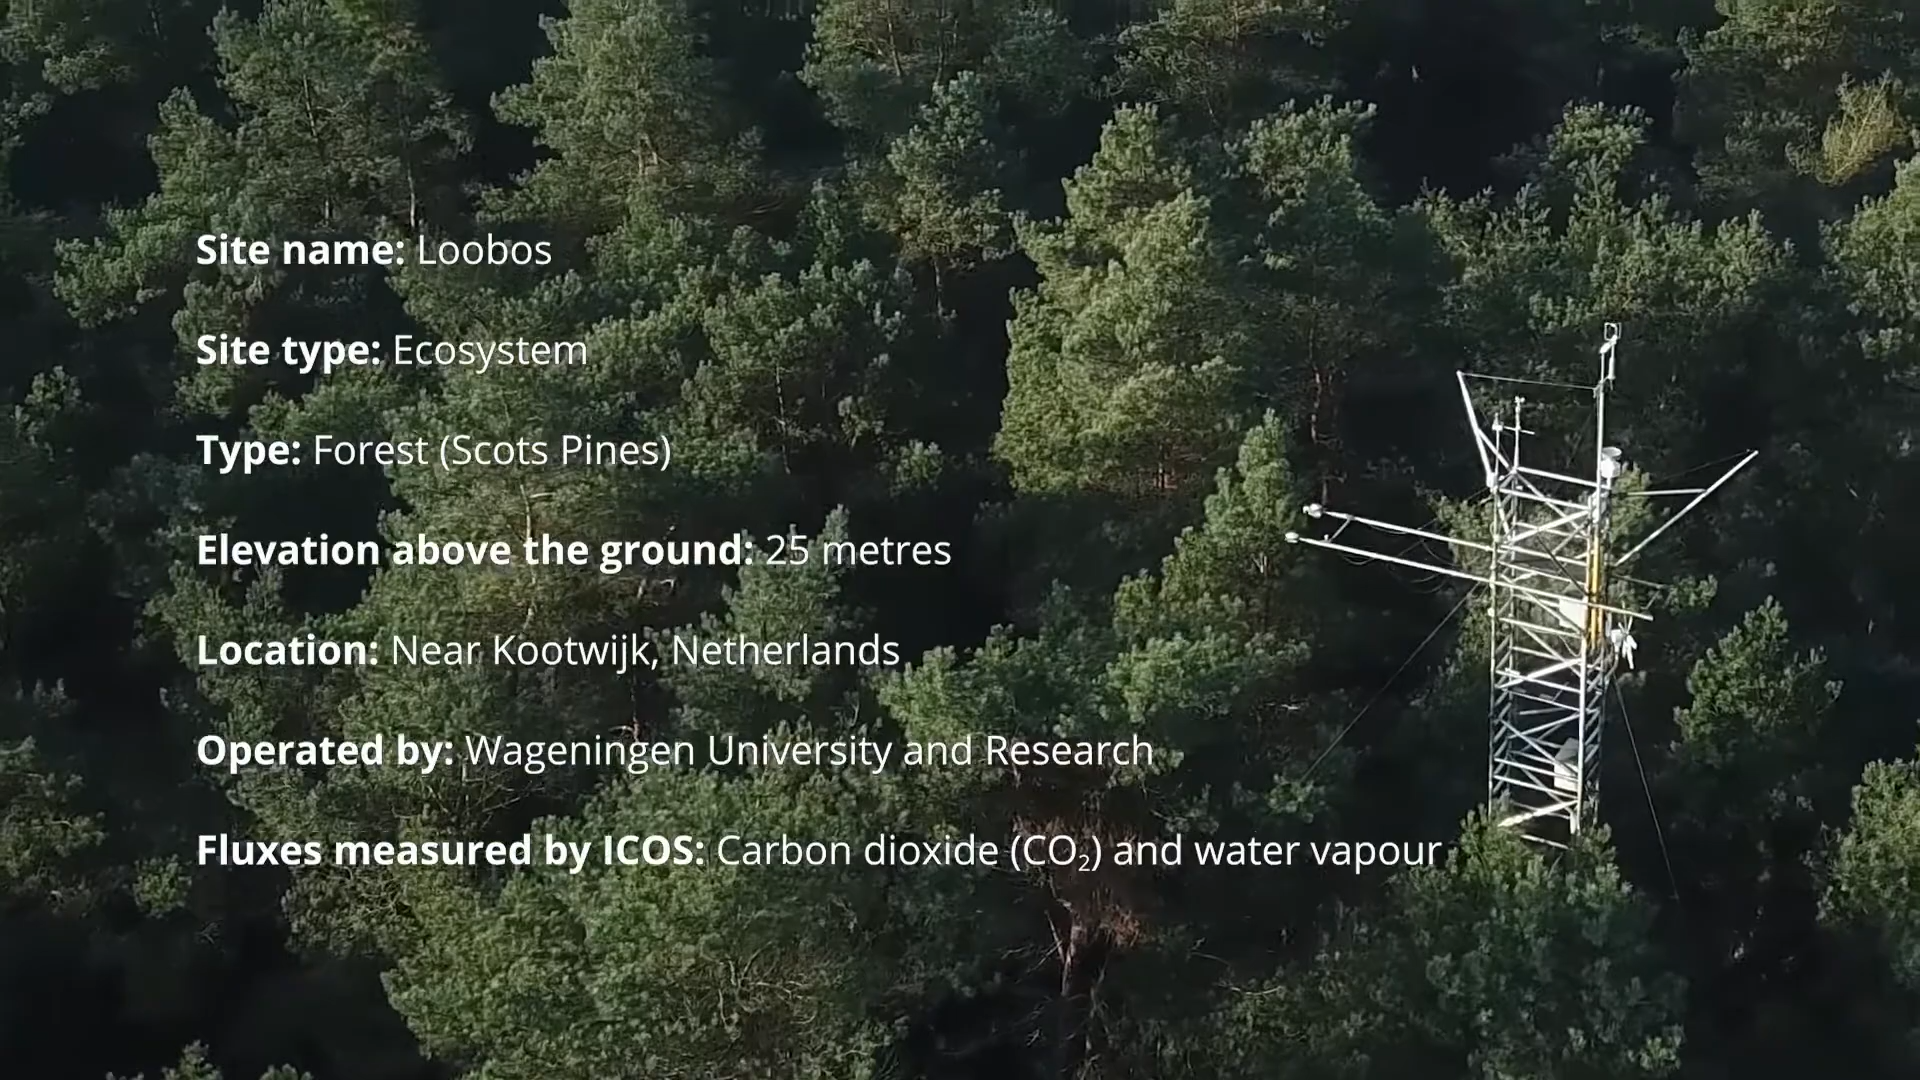 Site name: Loobos
Site type: Ecosystem
Type: Forest (Scots Pines)
Elevation above the ground: 25 metres
Location: Near Kootwijk, Netherlands
Operated by: Wageningen University and Research
Fluxes measured by ICOS: Carbon dioxide (CO₂) and water vapour